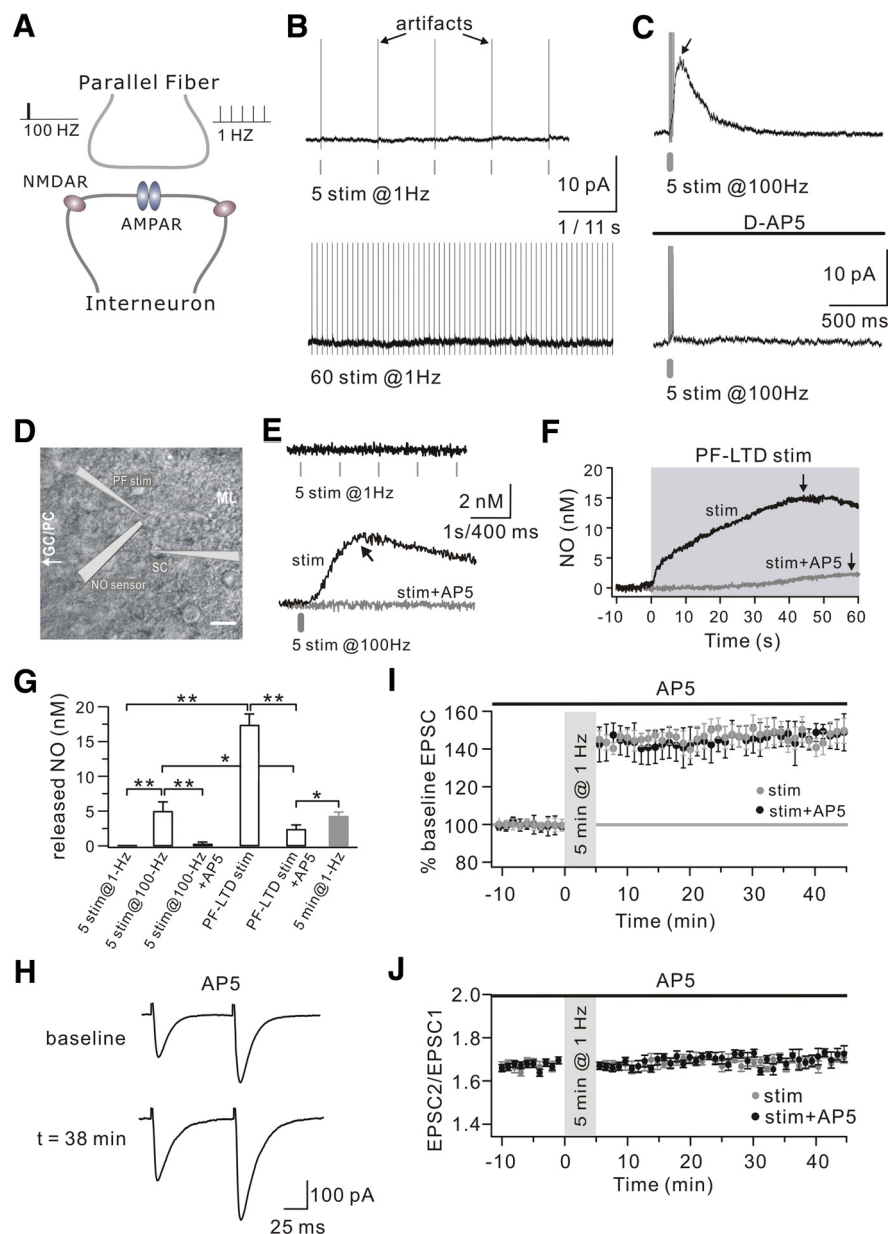 A
Parallel Fiber
100 HZ
1 HZ
NMDAR
AMPAR
Interneuron
B
artifacts
5 stim @1Hz
10 pA
1 / 11 s
60 stim @1Hz
C
5 stim @100Hz
D-AP5
10 pA
500 ms
5 stim @100Hz
D
PF stim
ML
GC/PC
NO sensor
SC
E
5 stim @1Hz
2 nM
1s/400 ms
stim
stim+AP5
5 stim @100Hz
F
PF-LTD stim
20
15
10
5
0
NO (nM)
stim
stim+AP5
-10 0 10 20 30 40 50 60
Time (s)
G
released NO (nM)
20
15
10
5
0
** **
*
** **
*
5 stim@1-Hz
5 stim@100-Hz
5 stim@100-Hz
+AP5
PF-LTD stim
PF-LTD stim
+AP5
5 min@1-Hz
H
AP5
baseline
t = 38 min
100 pA
25 ms
I
AP5
160
140
120
100
80
% baseline EPSC
5 min @ 1 Hz
stim
stim+AP5
-10 0 10 20 30 40
Time (min)
J
AP5
2.0
1.8
1.6
1.4
EPSC2/EPSC1
5 min @ 1 Hz
stim
stim+AP5
-10 0 10 20 30 40
Time (min)